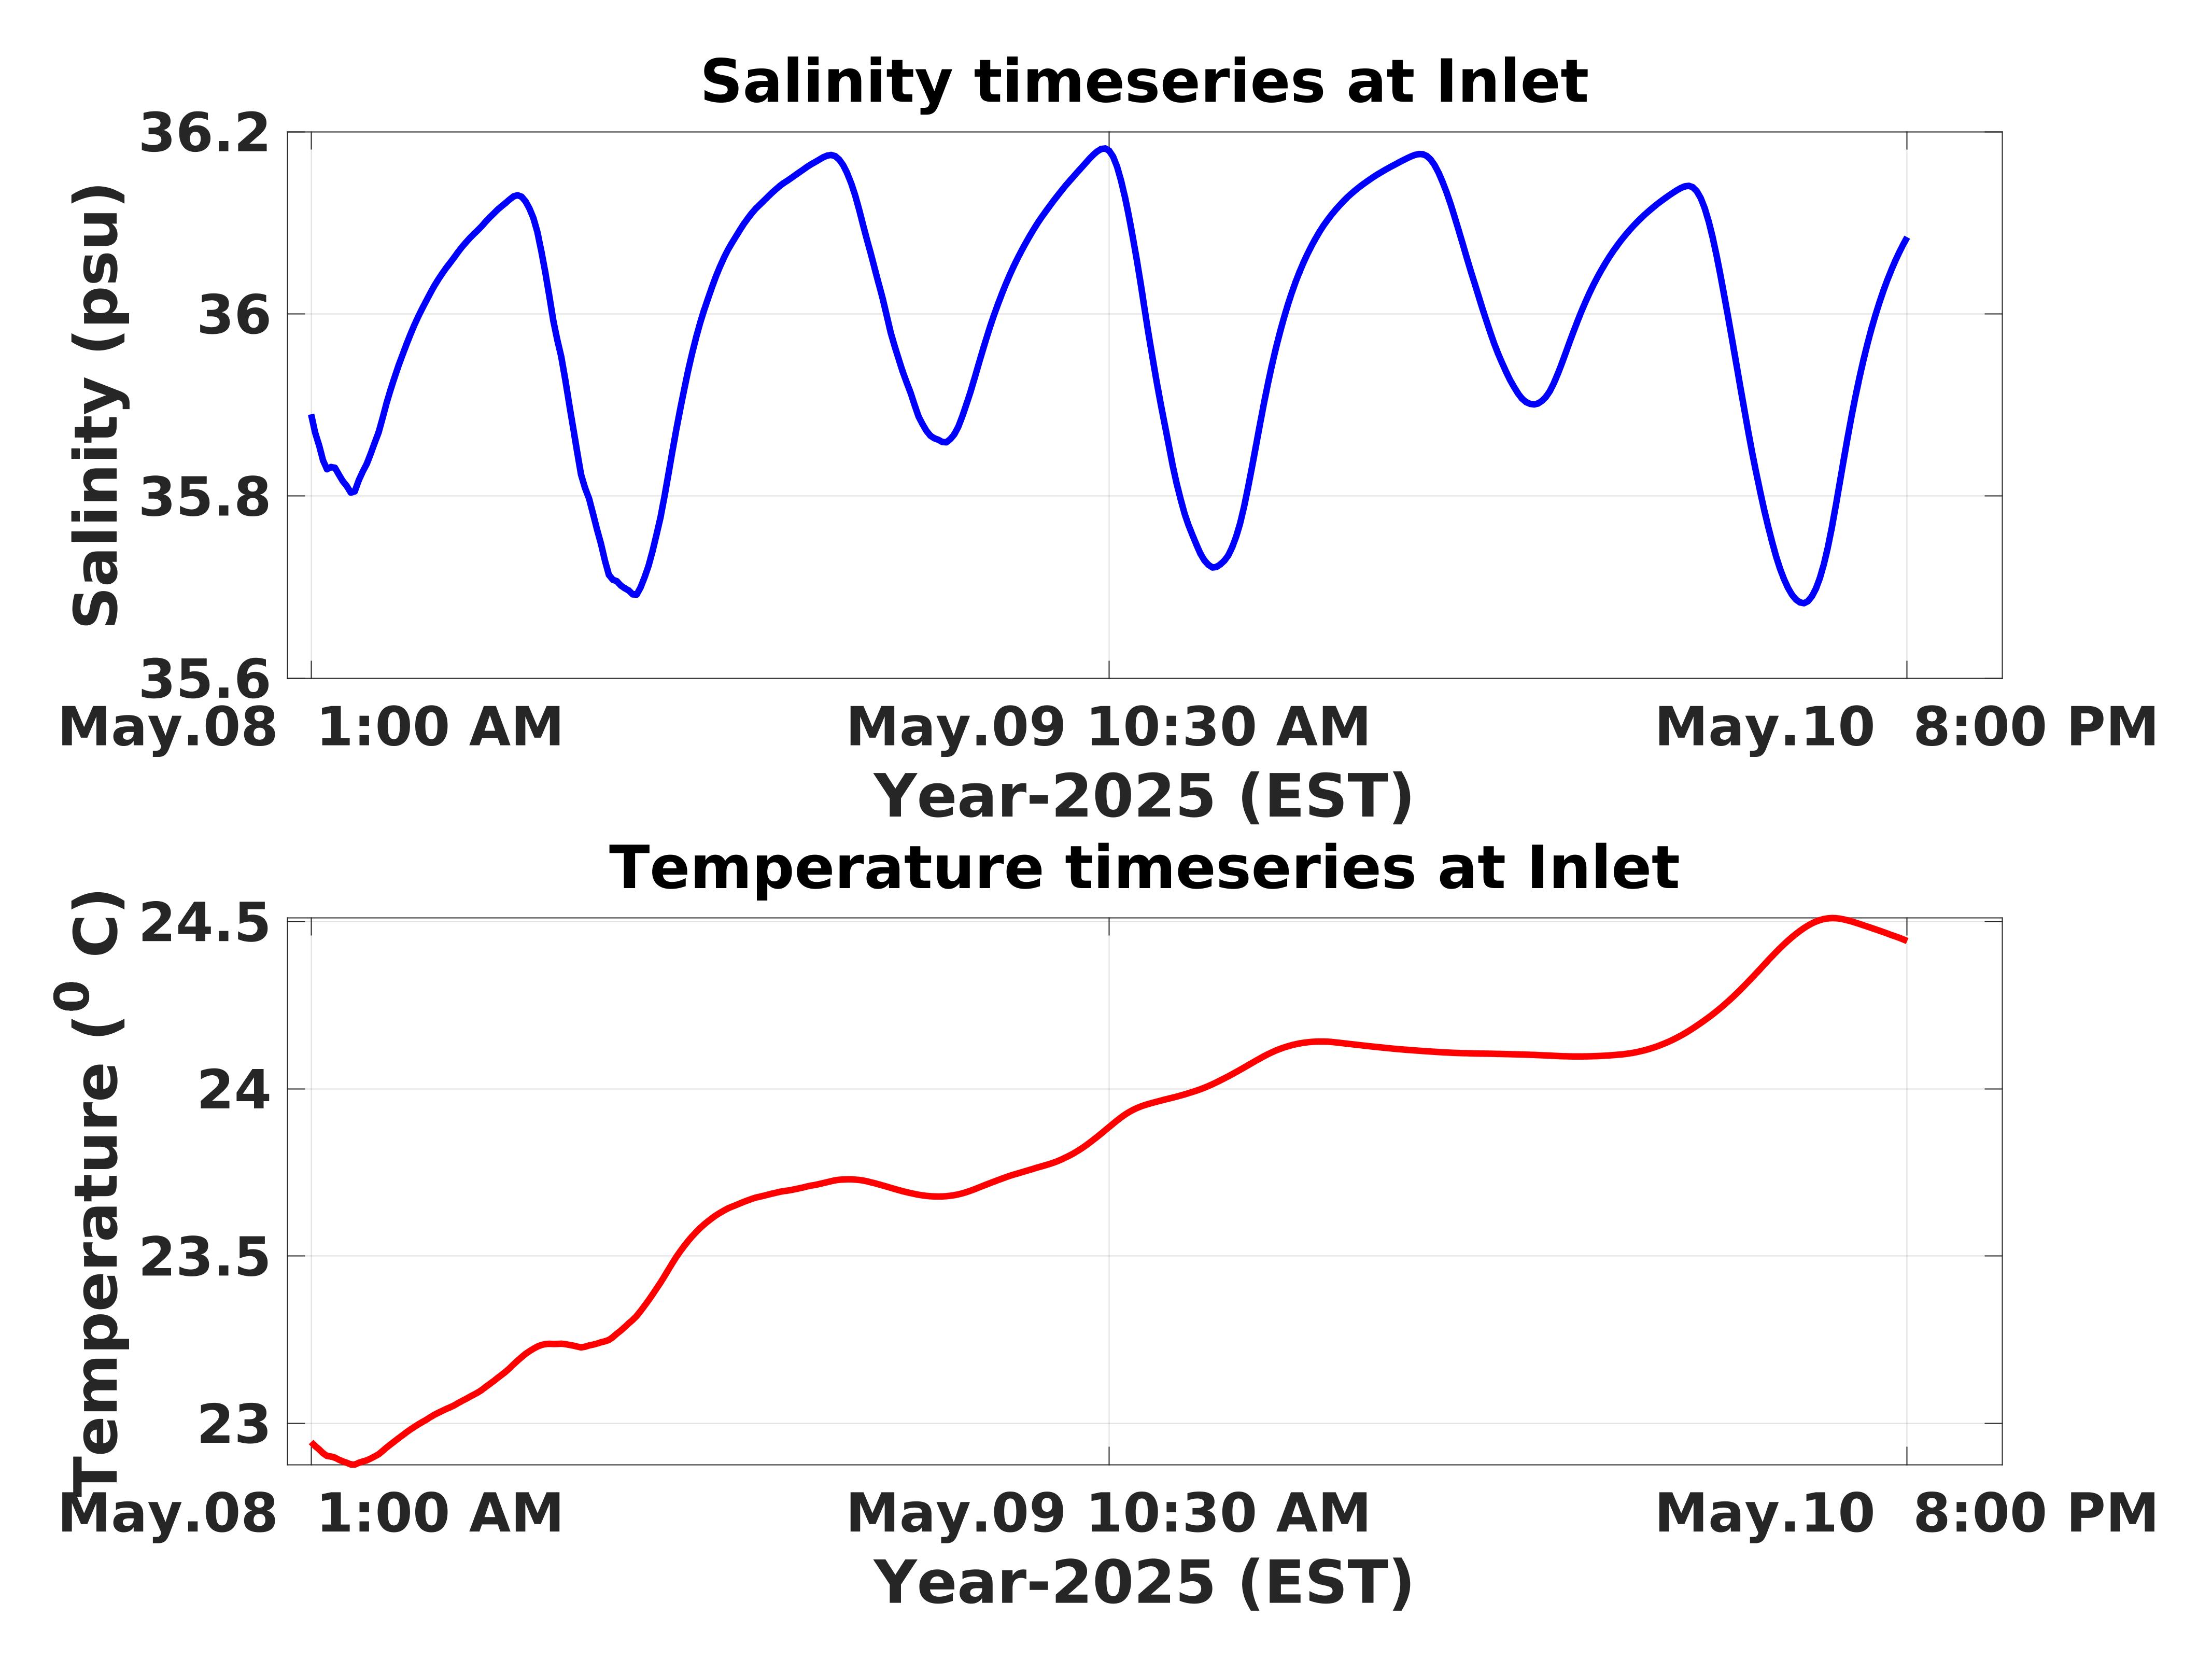 Salinity timeseries at Inlet
Salinity (psu)
36.2
36
35.8
35.6
May.08 1:00 AM May.09 10:30 AM May.10 8:00 PM
Year-2025 (EST)
Temperature timeseries at Inlet
Temperature (⁰ C)
24.5
24
23.5
23
May.08 1:00 AM May.09 10:30 AM May.10 8:00 PM
Year-2025 (EST)